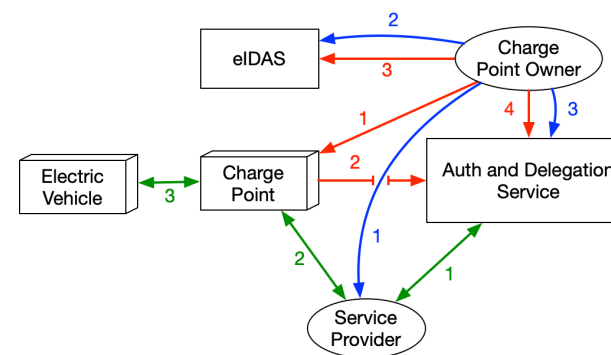 2
Charge
Point Owner
eIDAS
3
1
4
3
2
Electric
Vehicle
3
Charge
Point
Auth and Delegation
Service
1
2
1
Service
Provider